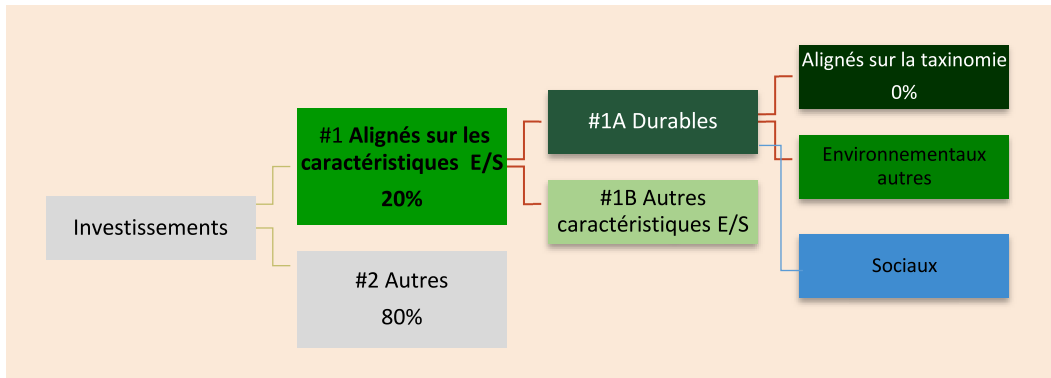 Investissements
#1 Alignés sur les
caractéristiques E/S
20%
#2 Autres
80%
#1A Durables
#1B Autres
caractéristiques E/S
Alignés sur la taxinomie
0%
Environnementaux
autres
Sociaux